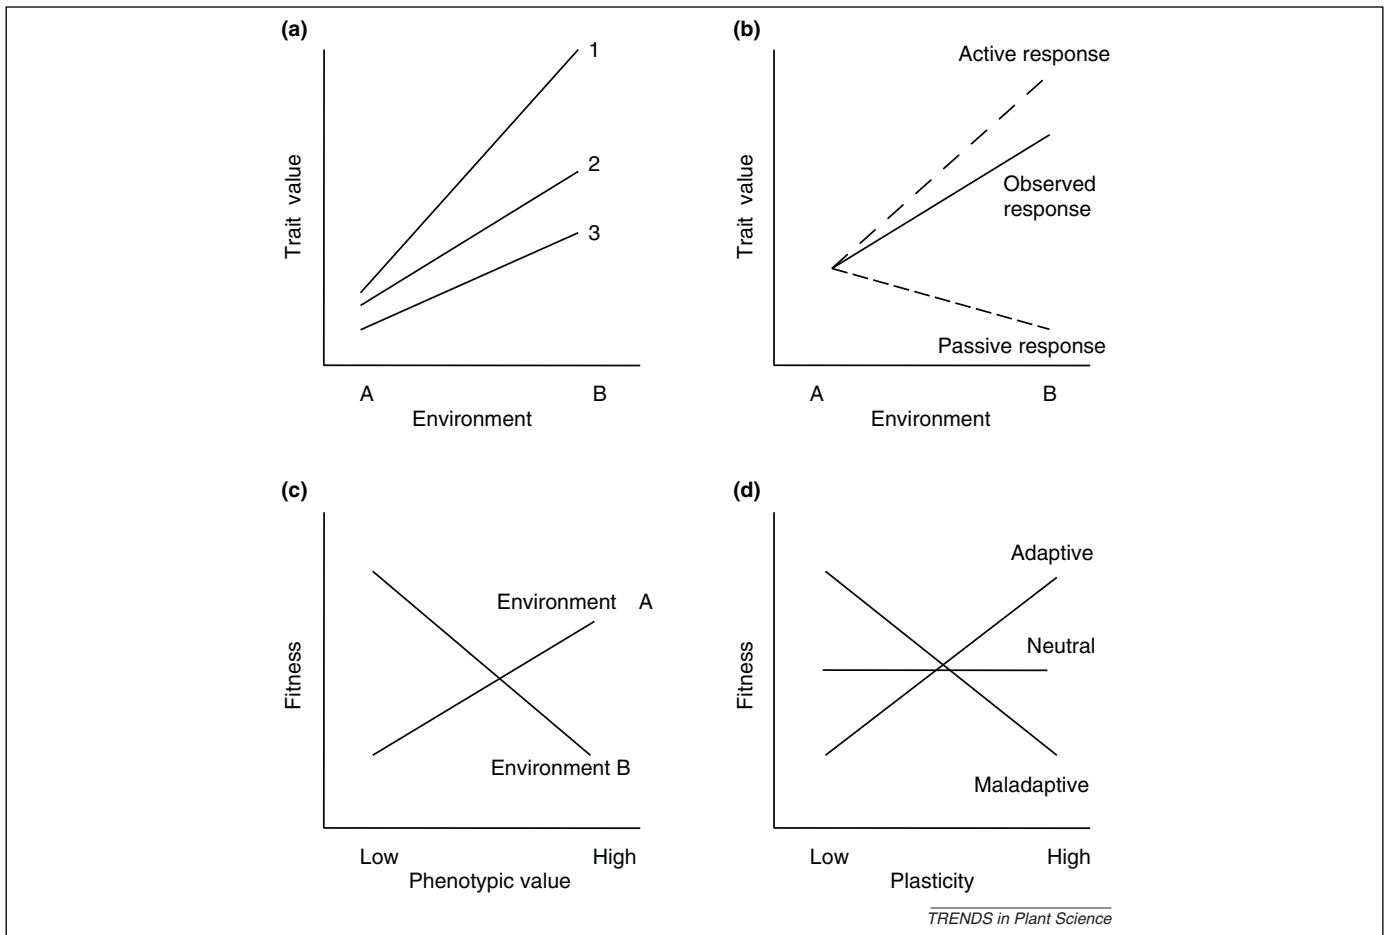 (a)
1
2
3
Trait value
A
B
Environment
(b)
Active response
Observed
response
Passive response
Trait value
A
B
Environment
(c)
Environment A
Environment B
Fitness
Low
High
Phenotypic value
(d)
Adaptive
Neutral
Maladaptive
Fitness
Low
High
Plasticity
TRENDS in Plant Science